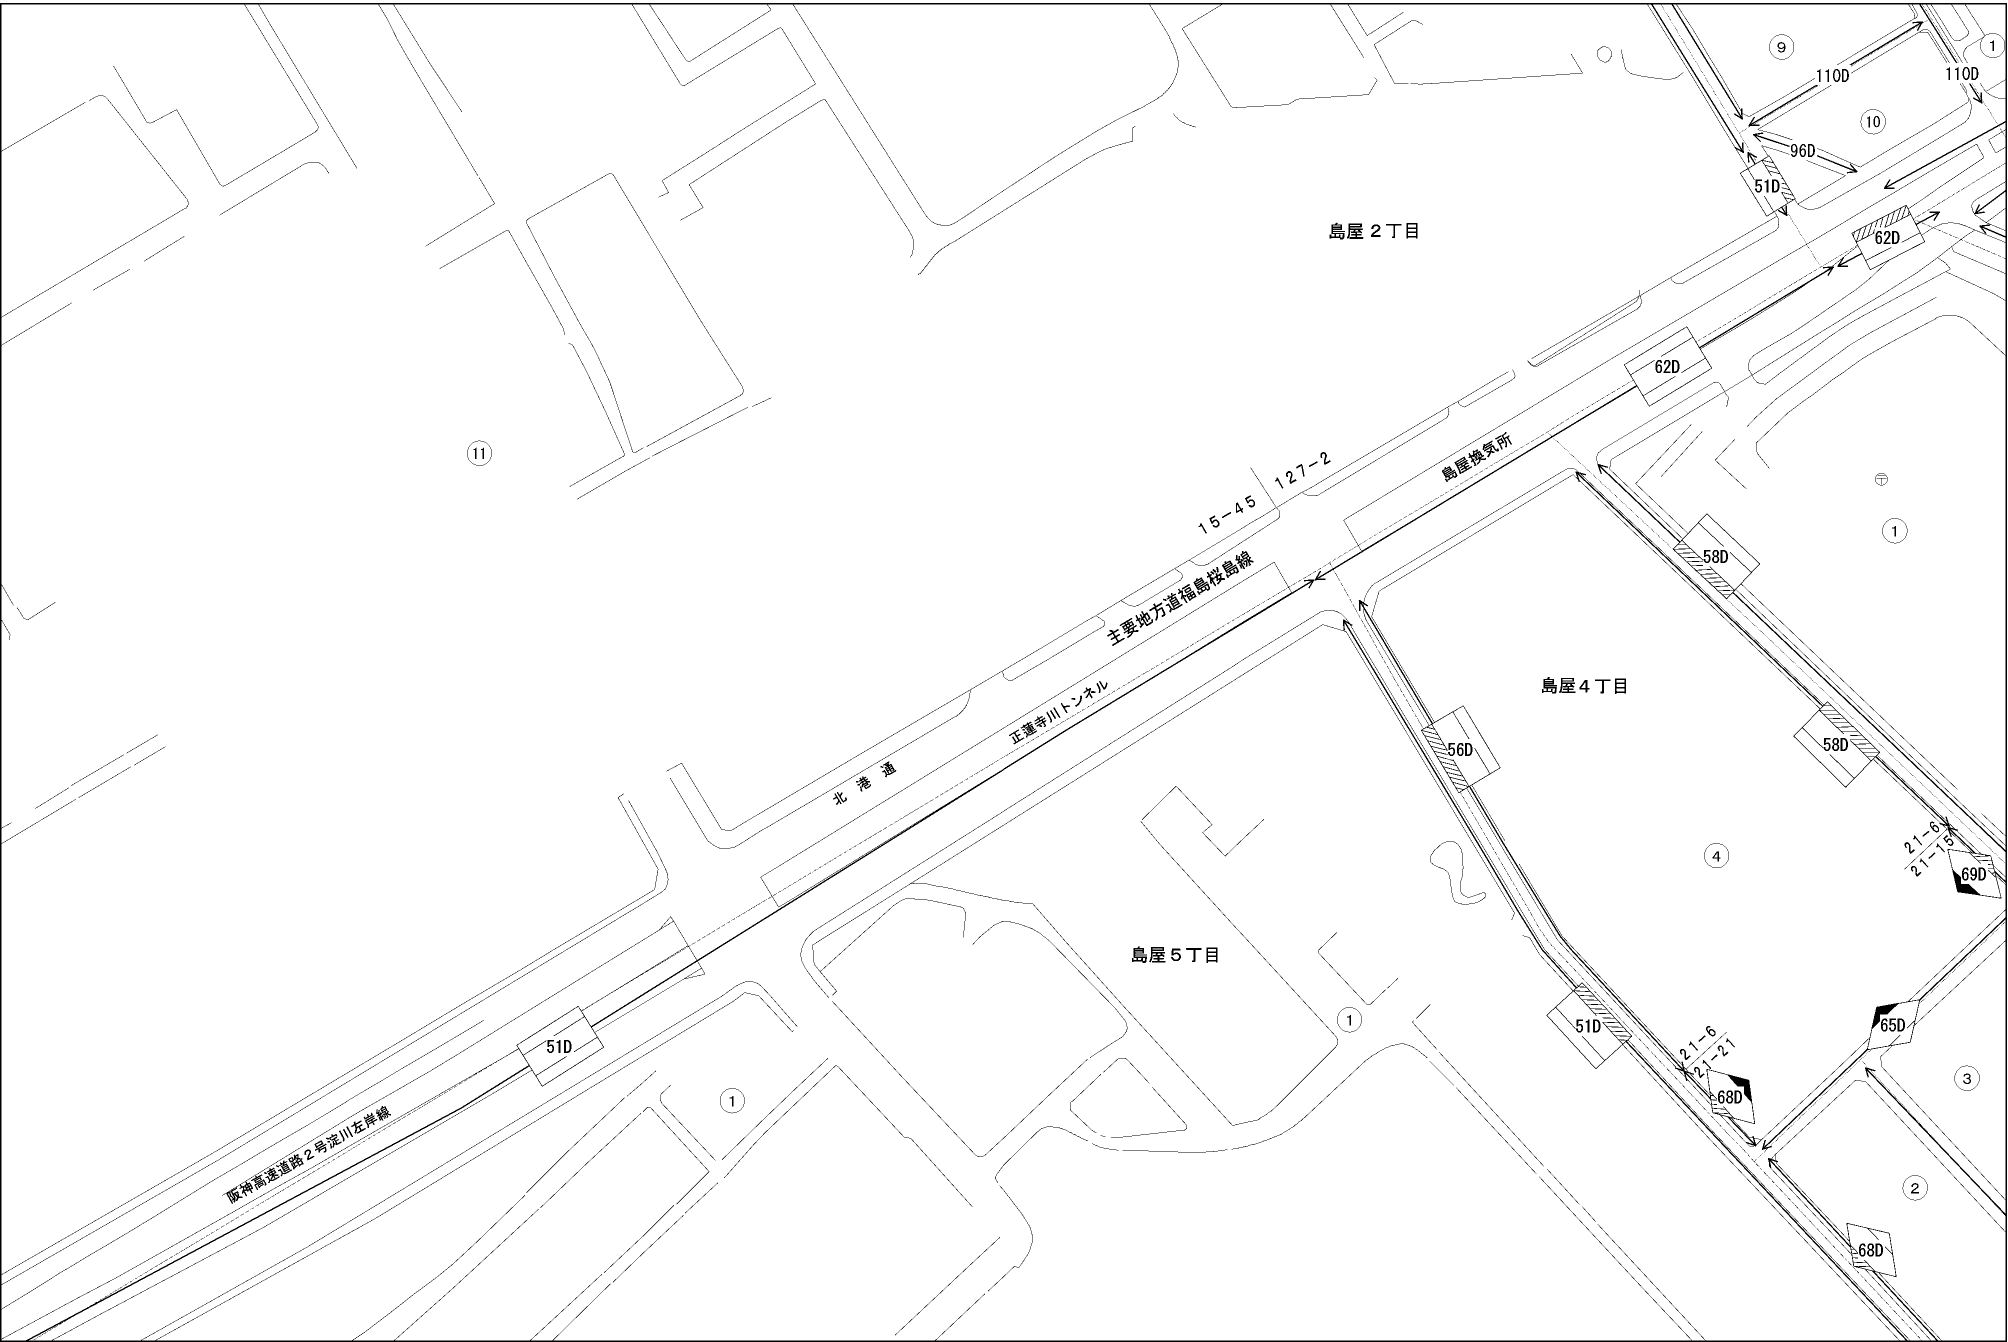 ⑨
①
110D
110D
⑩
96D
51D
島屋２丁目
62D
62D
⑪
島屋換気所
127-2
〒
15-45
①
58D
主要地方道福島桜島線
島屋４丁目
正蓮寺川トンネル
58D
56D
北港通
21-6
21-15
④
69D
島屋５丁目
①
51D
65D
51D
21-6
21-21
③
68D
①
阪神高速道路２号淀川左岸線
②
68D